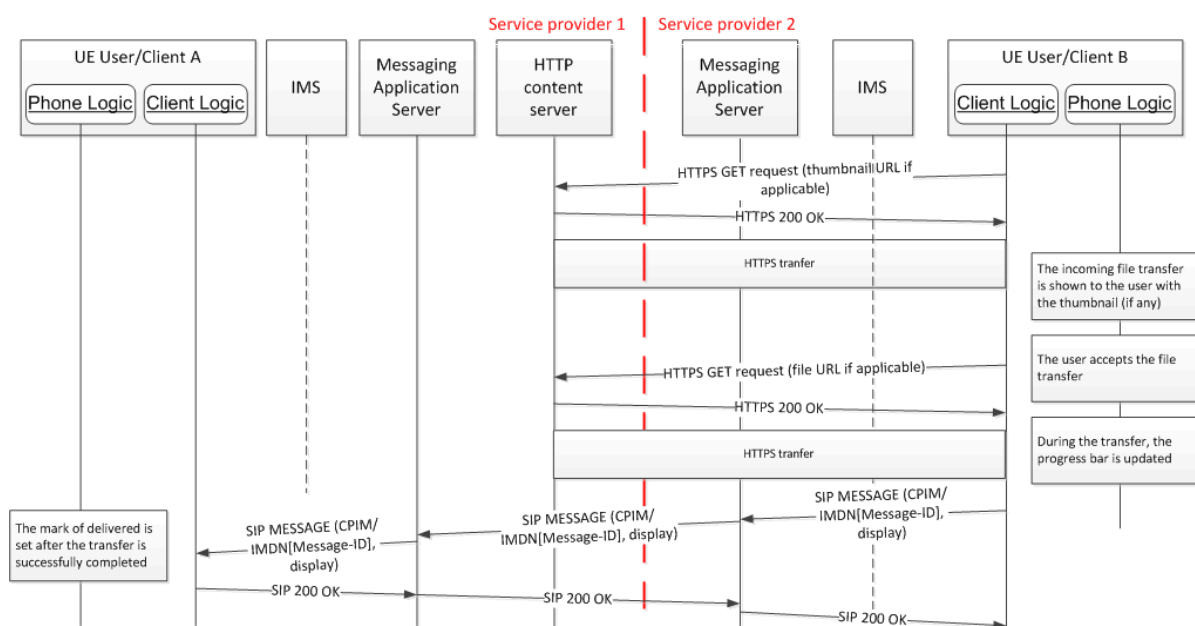 Service provider 1
Service provider 2
UE User/Client A
Phone Logic
Client Logic
IMS
Messaging
Application
Server
HTTP
content
server
Messaging
Application
Server
IMS
UE User/Client B
Client Logic
Phone Logic
HTTPS GET request (thumbnail URL if
applicable)
HTTPS 200 OK
HTTPS tranfer
The incoming file transfer
is shown to the user with
the thumbnail (if any)
HTTPS GET request (file URL if applicable)
The user accepts the file
transfer
HTTPS 200 OK
HTTPS tranfer
During the transfer, the
progress bar is updated
SIP MESSAGE (CPIM/
IMDN[Message-ID],
display)
SIP MESSAGE (CPIM/
IMDN[Message-ID], display)
SIP MESSAGE (CPIM/
IMDN[Message-ID],
display)
The mark of delivered is
set after the transfer is
successfully completed
SIP 200 OK
SIP 200 OK
SIP 200 OK